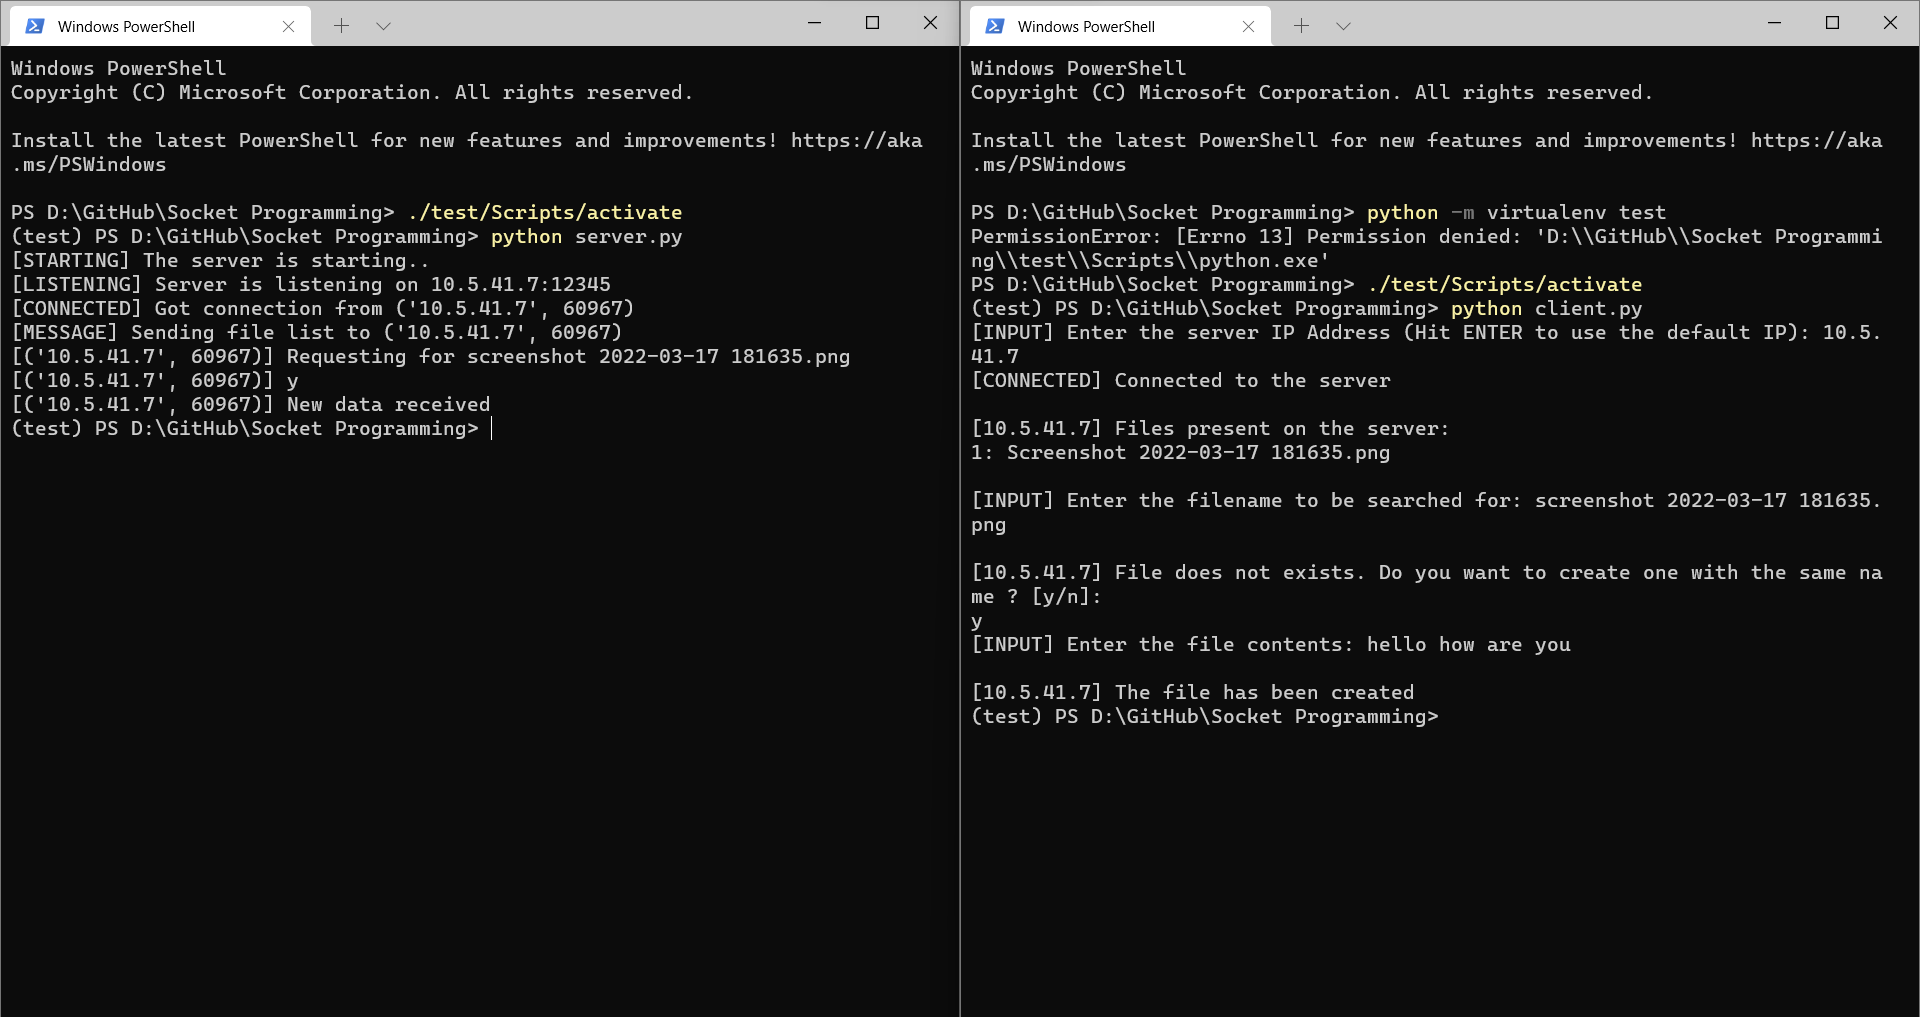 Windows PowerShell
Windows PowerShell
Copyright (C) Microsoft Corporation. All rights reserved.
Install the latest PowerShell for new features and improvements! https://aka
.ms/PSWindows
PS D:\GitHub\Socket Programming> ./test/Scripts/activate
(test) PS D:\GitHub\Socket Programming> python server.py
[STARTING] The server is starting..
[LISTENING] Server is listening on 10.5.41.7:12345
[CONNECTED] Got connection from ('10.5.41.7', 60967)
[MESSAGE] Sending file list to ('10.5.41.7', 60967)
[('10.5.41.7', 60967)] Requesting for screenshot 2022-03-17 181635.png
[('10.5.41.7', 60967)] y
[('10.5.41.7', 60967)] New data received
(test) PS D:\GitHub\Socket Programming>
Windows PowerShell
Windows PowerShell
Copyright (C) Microsoft Corporation. All rights reserved.
Install the latest PowerShell for new features and improvements! https://aka
.ms/PSWindows
PS D:\GitHub\Socket Programming> python -m virtualenv test
PermissionError: [Errno 13] Permission denied: 'D:\\GitHub\\Socket Programmi
ng\\test\\Scripts\\python.exe'
PS D:\GitHub\Socket Programming> ./test/Scripts/activate
(test) PS D:\GitHub\Socket Programming> python client.py
[INPUT] Enter the server IP Address (Hit ENTER to use the default IP): 10.5.
41.7
[CONNECTED] Connected to the server
[10.5.41.7] Files present on the server:
1: Screenshot 2022-03-17 181635.png
[INPUT] Enter the filename to be searched for: screenshot 2022-03-17 181635.
png
[10.5.41.7] File does not exists. Do you want to create one with the same na
me ? [y/n]:
y
[INPUT] Enter the file contents: hello how are you
[10.5.41.7] The file has been created
(test) PS D:\GitHub\Socket Programming>